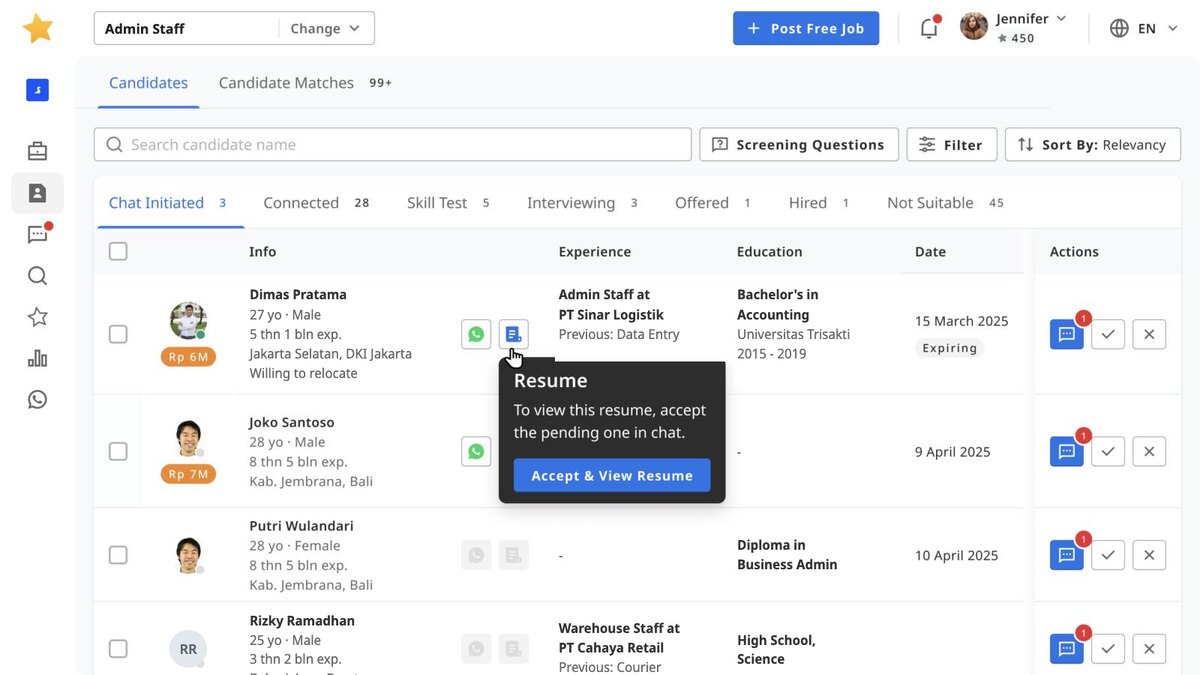 Admin Staff
Change
+ Post Free Job
Jennifer
450
EN
Candidates
Candidate Matches 99+
Search candidate name
Screening Questions
Filter
Sort By: Relevancy
Chat Initiated 3
Connected 28
Skill Test 5
Interviewing 3
Offered 1
Hired 1
Not Suitable 45
Info
Experience
Education
Date
Actions
Dimas Pratama
27 yo · Male
5 thn 1 bln exp.
Jakarta Selatan, DKI Jakarta
Willing to relocate
Rp 6M
Admin Staff at
PT Sinar Logistik
Previous: Data Entry
Bachelor's in
Accounting
Universitas Trisakti
2015 - 2019
15 March 2025
Expiring
1
Resume
To view this resume, accept
the pending one in chat.
Accept & View Resume
Joko Santoso
28 yo · Male
8 thn 5 bln exp.
Kab. Jembrana, Bali
Rp 7M
-
9 April 2025
1
Putri Wulandari
28 yo · Female
8 thn 5 bln exp.
Kab. Jembrana, Bali
-
Diploma in
Business Admin
10 April 2025
1
RR
Rizky Ramadhan
25 yo · Male
3 thn 2 bln exp.
Warehouse Staff at
PT Cahaya Retail
Previous: Courier
High School,
Science
1